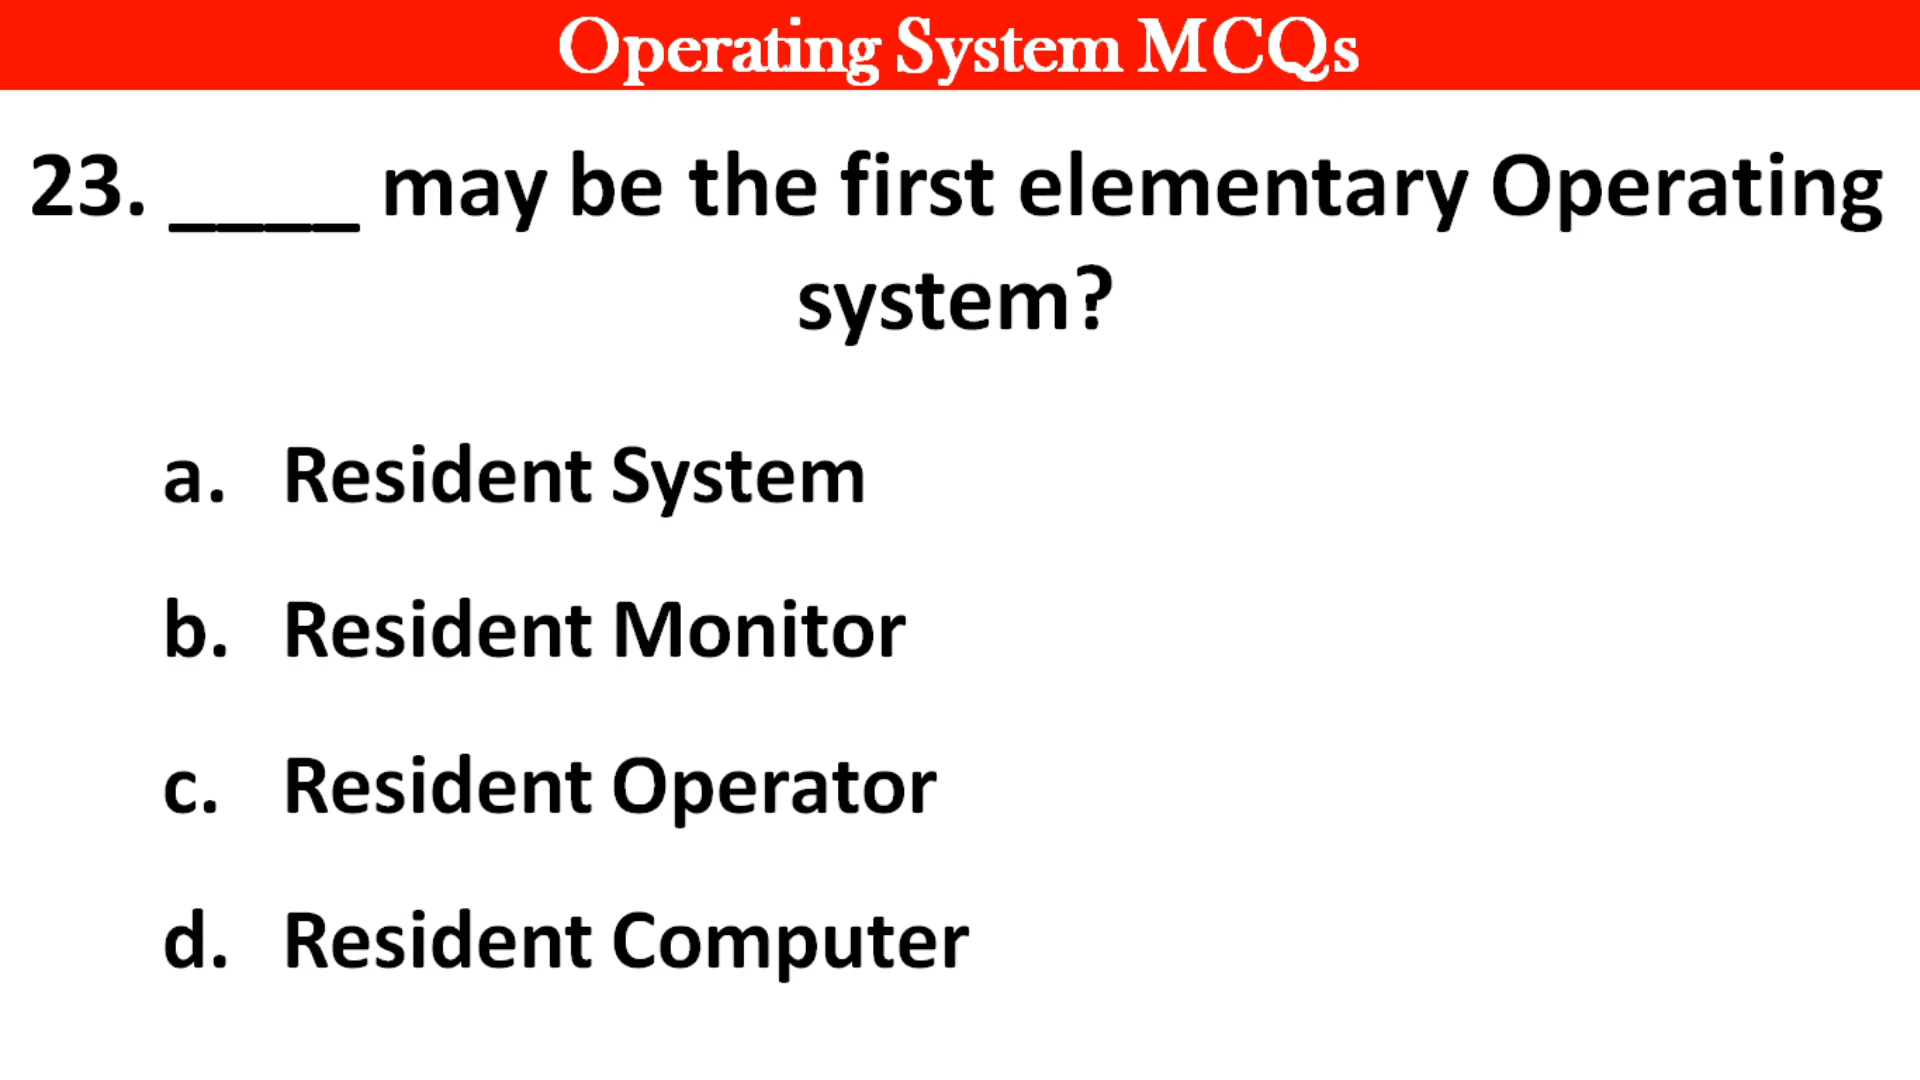 Operating System MCQs
23. ____ may be the first elementary Operating
system?
a. Resident System
b. Resident Monitor
c. Resident Operator
d. Resident Computer